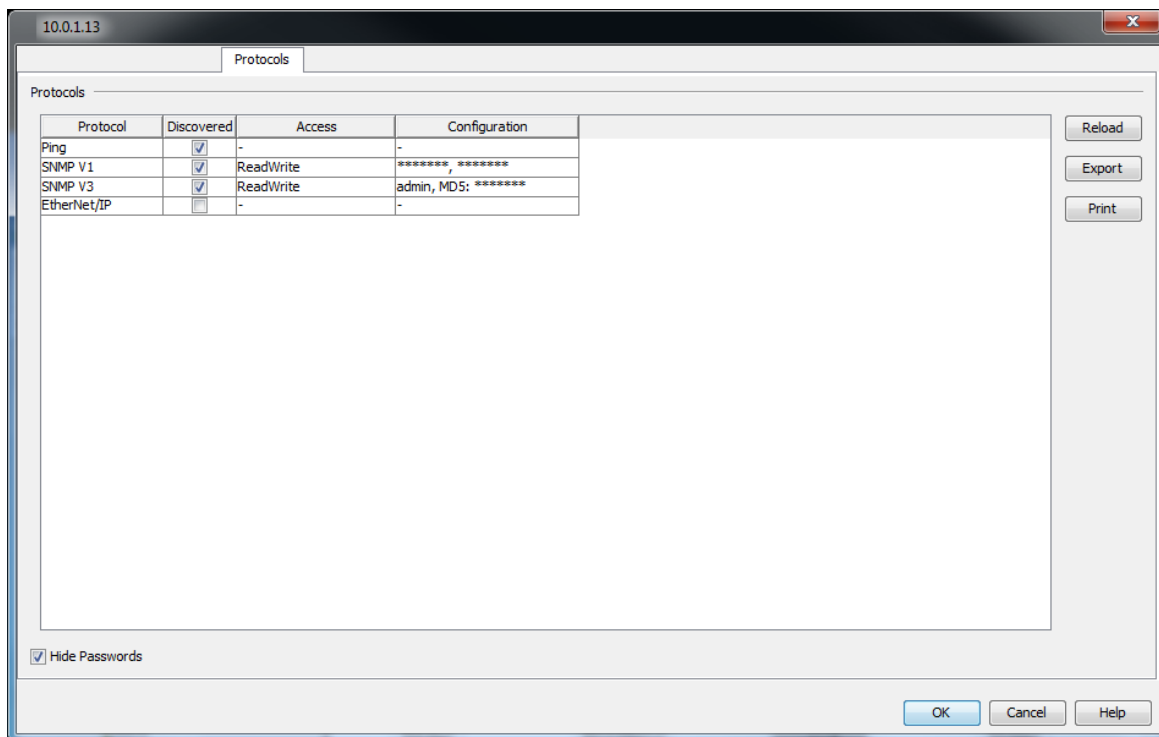 10.0.1.13
Protocols
Protocols
Protocol Discovered Access Configuration
Ping - -
SNMP V1 ReadWrite *******, *******
SNMP V3 ReadWrite admin, MD5: *******
EtherNet/IP - -
Reload
Export
Print
Hide Passwords
OK Cancel Help